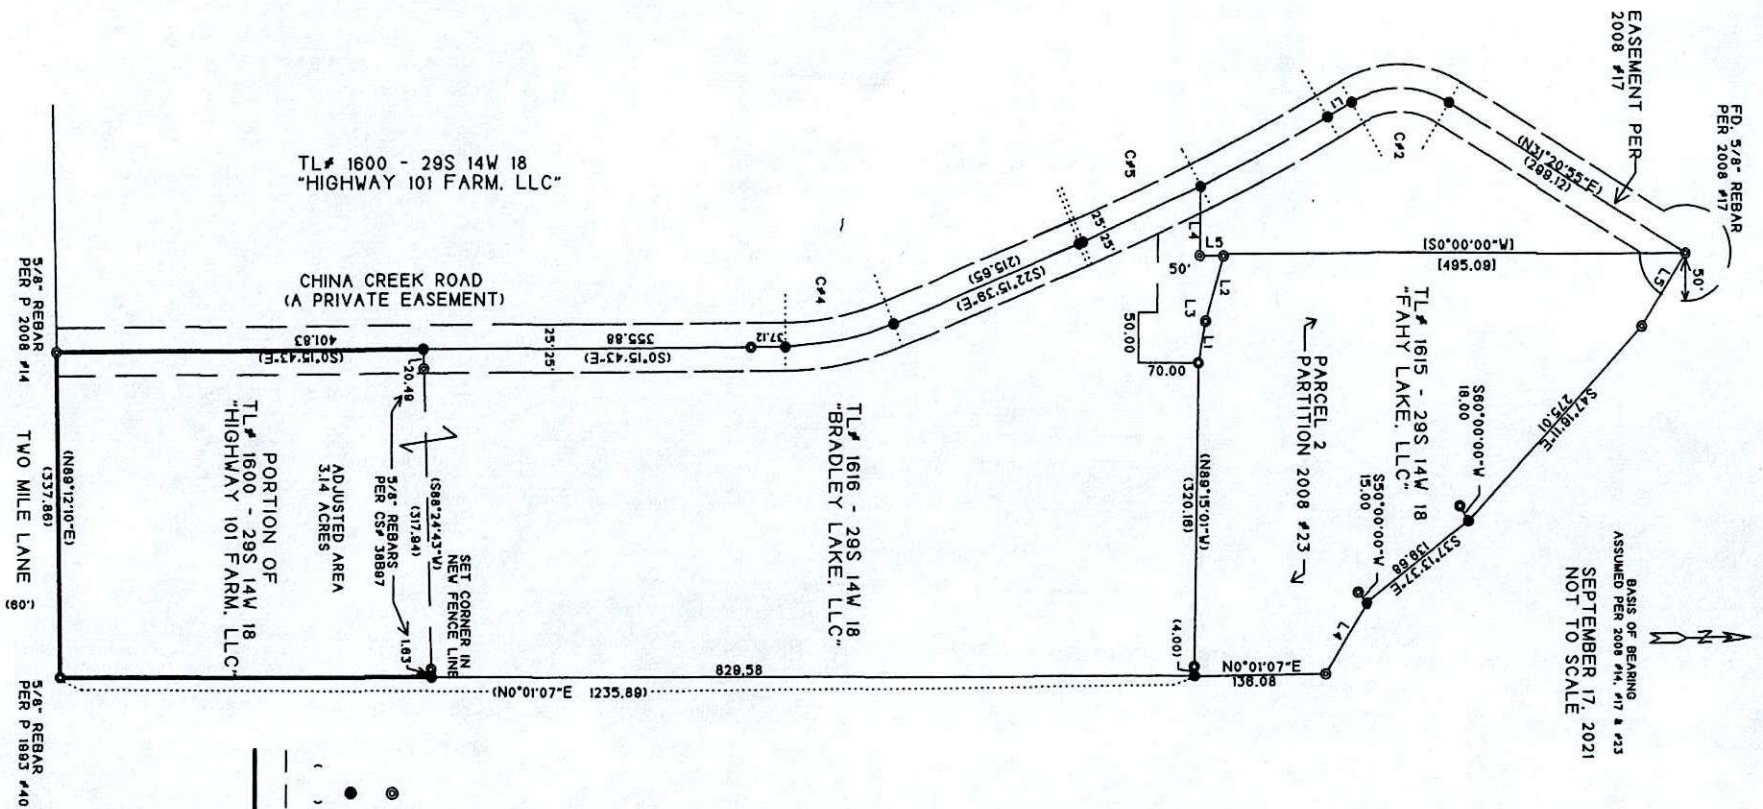 EASEMENT PER
2008 #17
FD. 5/8" REBAR
PER 2008 #17
TL# 1600 - 29S 14W 18
"HIGHWAY 101 FARM, LLC"
CHINA CREEK ROAD
(A PRIVATE EASEMENT)
5/8" REBAR
PER P 2008 #14
401.83
(S0°15'43"E)
20.49
25' 25'
355.88
(S0°15'43"E)
37.12
C#4
(215.65)
(S22°15'39"E)
25' 25'
C#5
L1
C#2
(N31°20'55"E)
(299.12)
L4
L5
50'
L2
L3
L1
50.00
70.00
[S0°00'00"W]
[495.09]
L5
50'
TL# 1615 - 29S 14W 18
"FAHY LAKE, LLC"
PARCEL 2
PARTITION 2008 #23
S47°16'11"E
275.01
S60°00'00"W
18.00
S50°00'00"W
15.00
S37°13'37"E
139.68
L4
BASIS OF BEARING
ASSUMED PER 2008 #14, #17 & #23
SEPTEMBER 17, 2021
NOT TO SCALE
N
TL# 1616 - 29S 14W 18
"BRADLEY LAKE, LLC"
(N89°15'01"W)
(320.16)
(4.00)
N0°01'07"E
136.08
829.58
(N0°01'07"E 1235.89)
SET CORNER IN
NEW FENCE LINE
(S88°24'43"W)
(317.94)
5/8" REBARS
PER CS# 38B87
1.83'
ADJUSTED AREA
3.14 ACRES
PORTION OF
TL# 1600 - 29S 14W 18
"HIGHWAY 101 FARM, LLC"
(N89°12'10"E)
(337.86)
TWO MILE LANE (60')
5/8" REBAR
PER P 1993 #40
( )